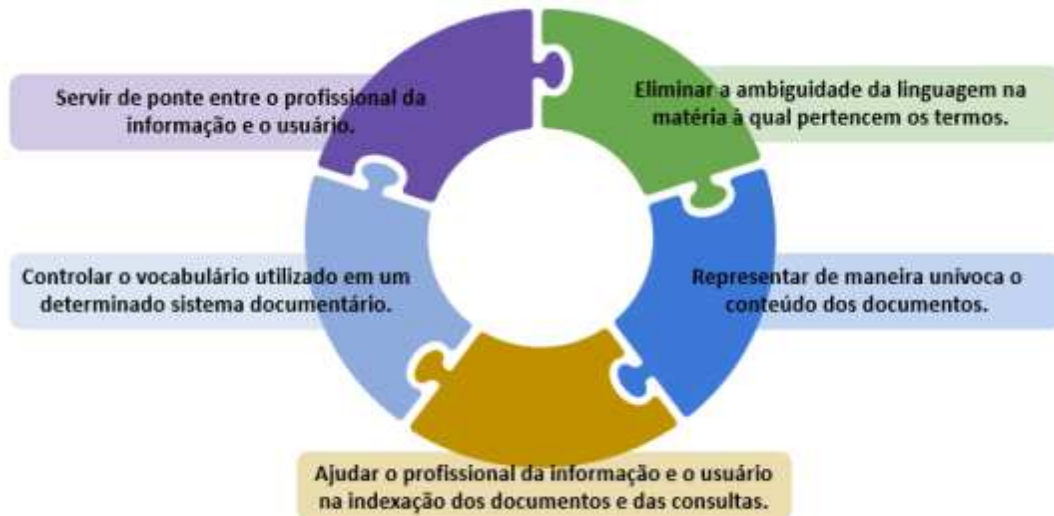 Servir de ponte entre o profissional da
informação e o usuário.
Eliminar a ambiguidade da linguagem na
matéria à qual pertencem os termos.
Controlar o vocabulário utilizado em um
determinado sistema documentário.
Representar de maneira unívoca o
conteúdo dos documentos.
Ajudar o profissional da informação e o usuário
na indexação dos documentos e das consultas.